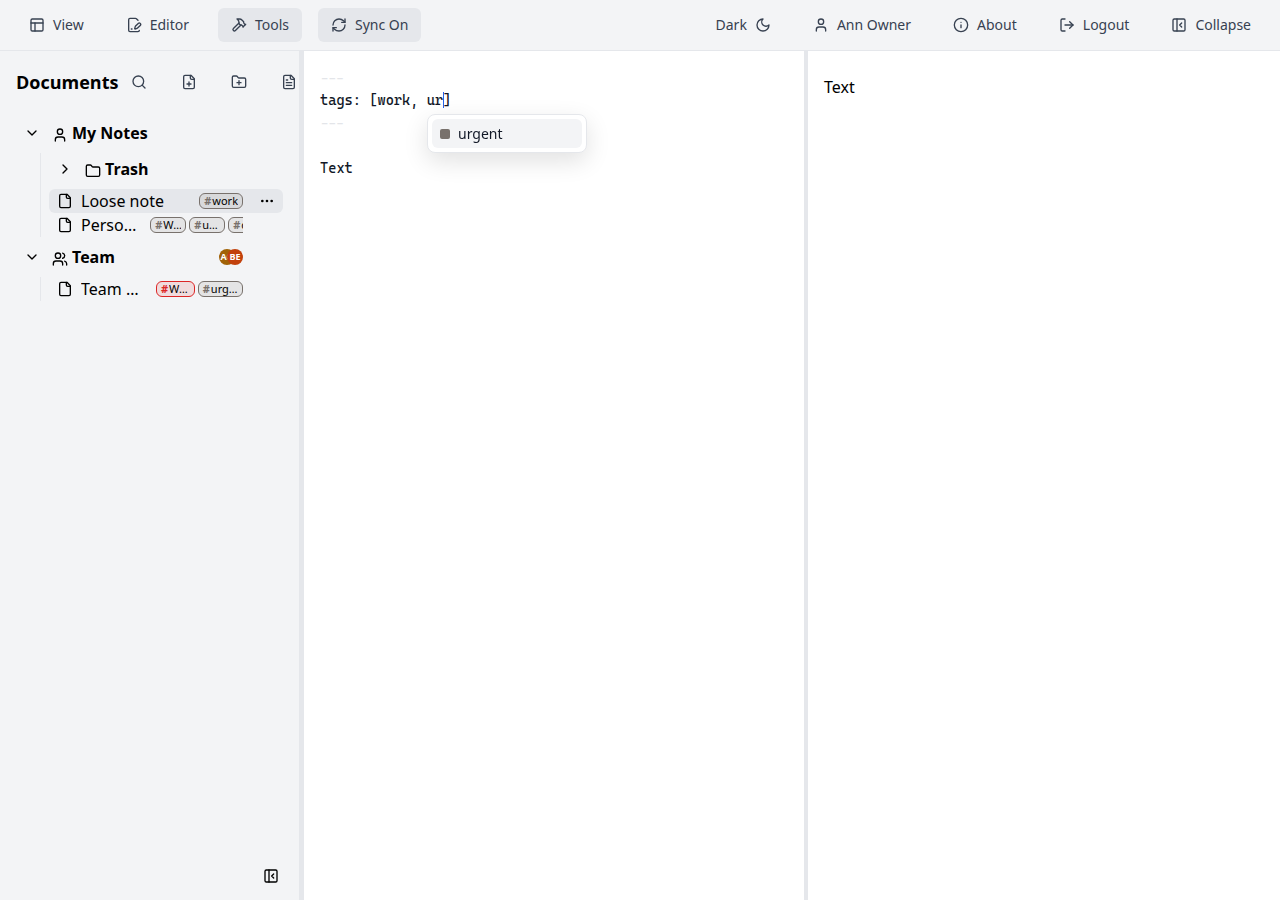 View Editor Tools Sync On Dark Ann Owner About Logout Collapse
Documents
My Notes
Trash
Loose note #work
Perso... #W... #u...
Team A BE
Team ... #W... #urg...
---
tags: [work, ur]
---
urgent
Text
Text